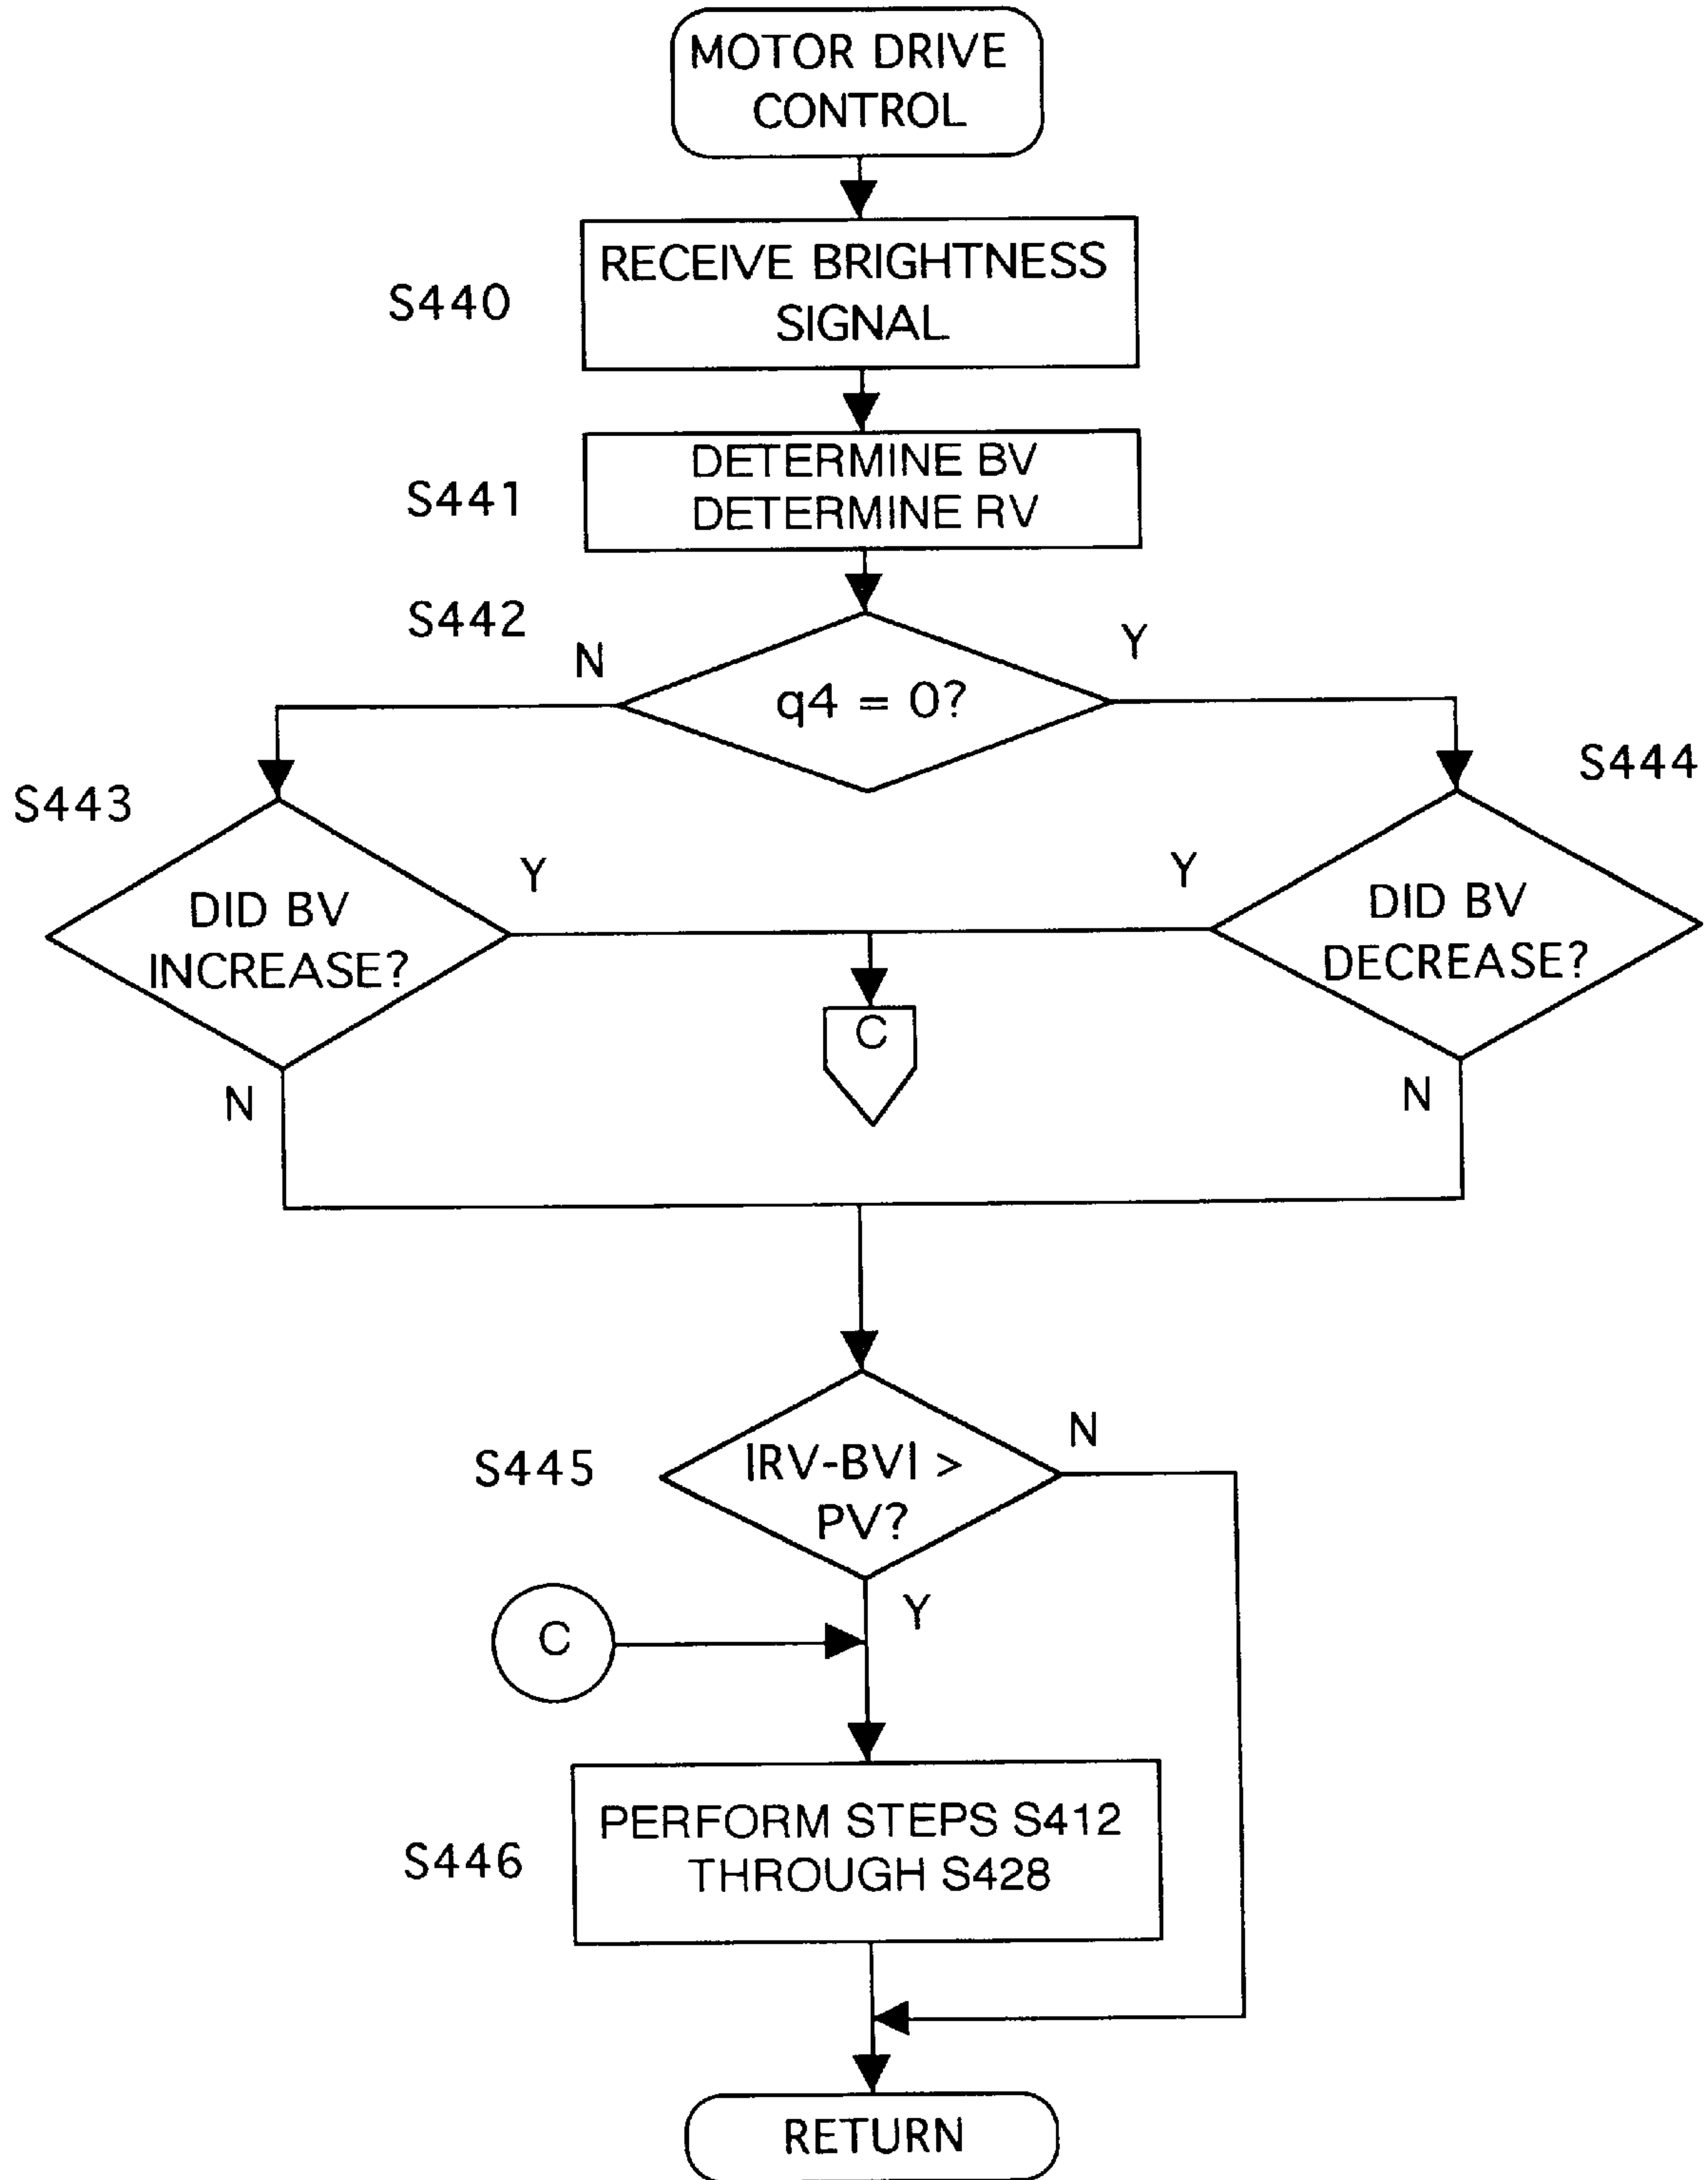 MOTOR DRIVE
CONTROL
S440
RECEIVE BRIGHTNESS
SIGNAL
S441
DETERMINE BV
DETERMINE RV
S442
N
Y
q4 = 0?
S443
S444
DID BV
INCREASE?
Y
Y
DID BV
DECREASE?
C
N
N
S445
|RV-BV| >
PV?
N
Y
C
S446
PERFORM STEPS S412
THROUGH S428
RETURN